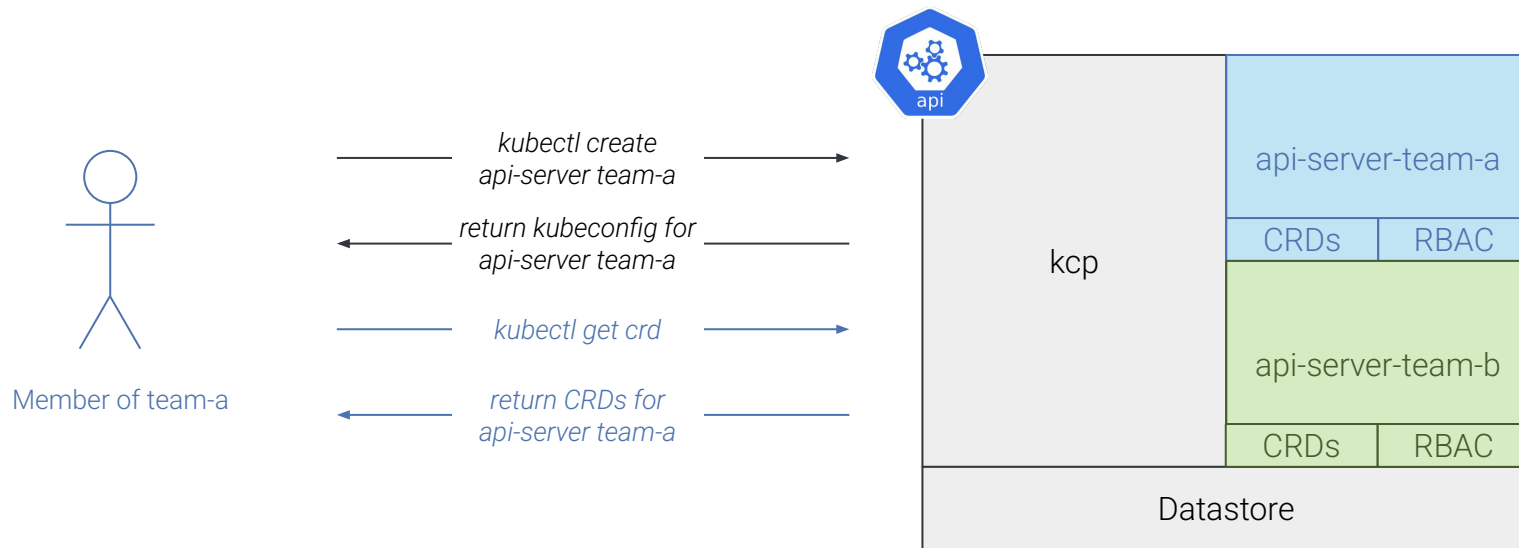 api
kubectl create
api-server team-a
return kubeconfig for
api-server team-a
kubectl get crd
return CRDs for
api-server team-a
Member of team-a
kcp
api-server-team-a
CRDs
RBAC
api-server-team-b
CRDs
RBAC
Datastore